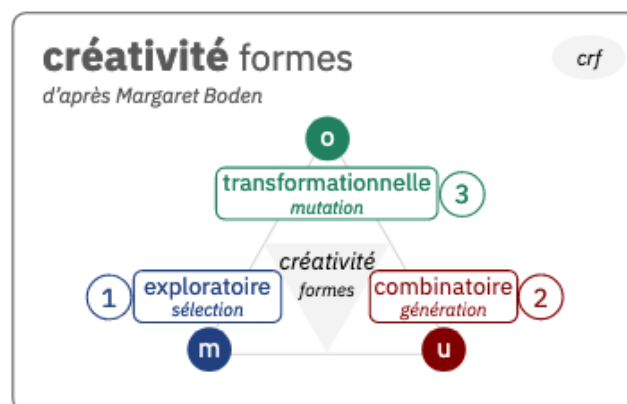 créativité formes
crf
d'après Margaret Boden
o
transformationnelle
mutation
3
créativité
formes
1
exploratoire
sélection
combinatoire
génération
2
m
u